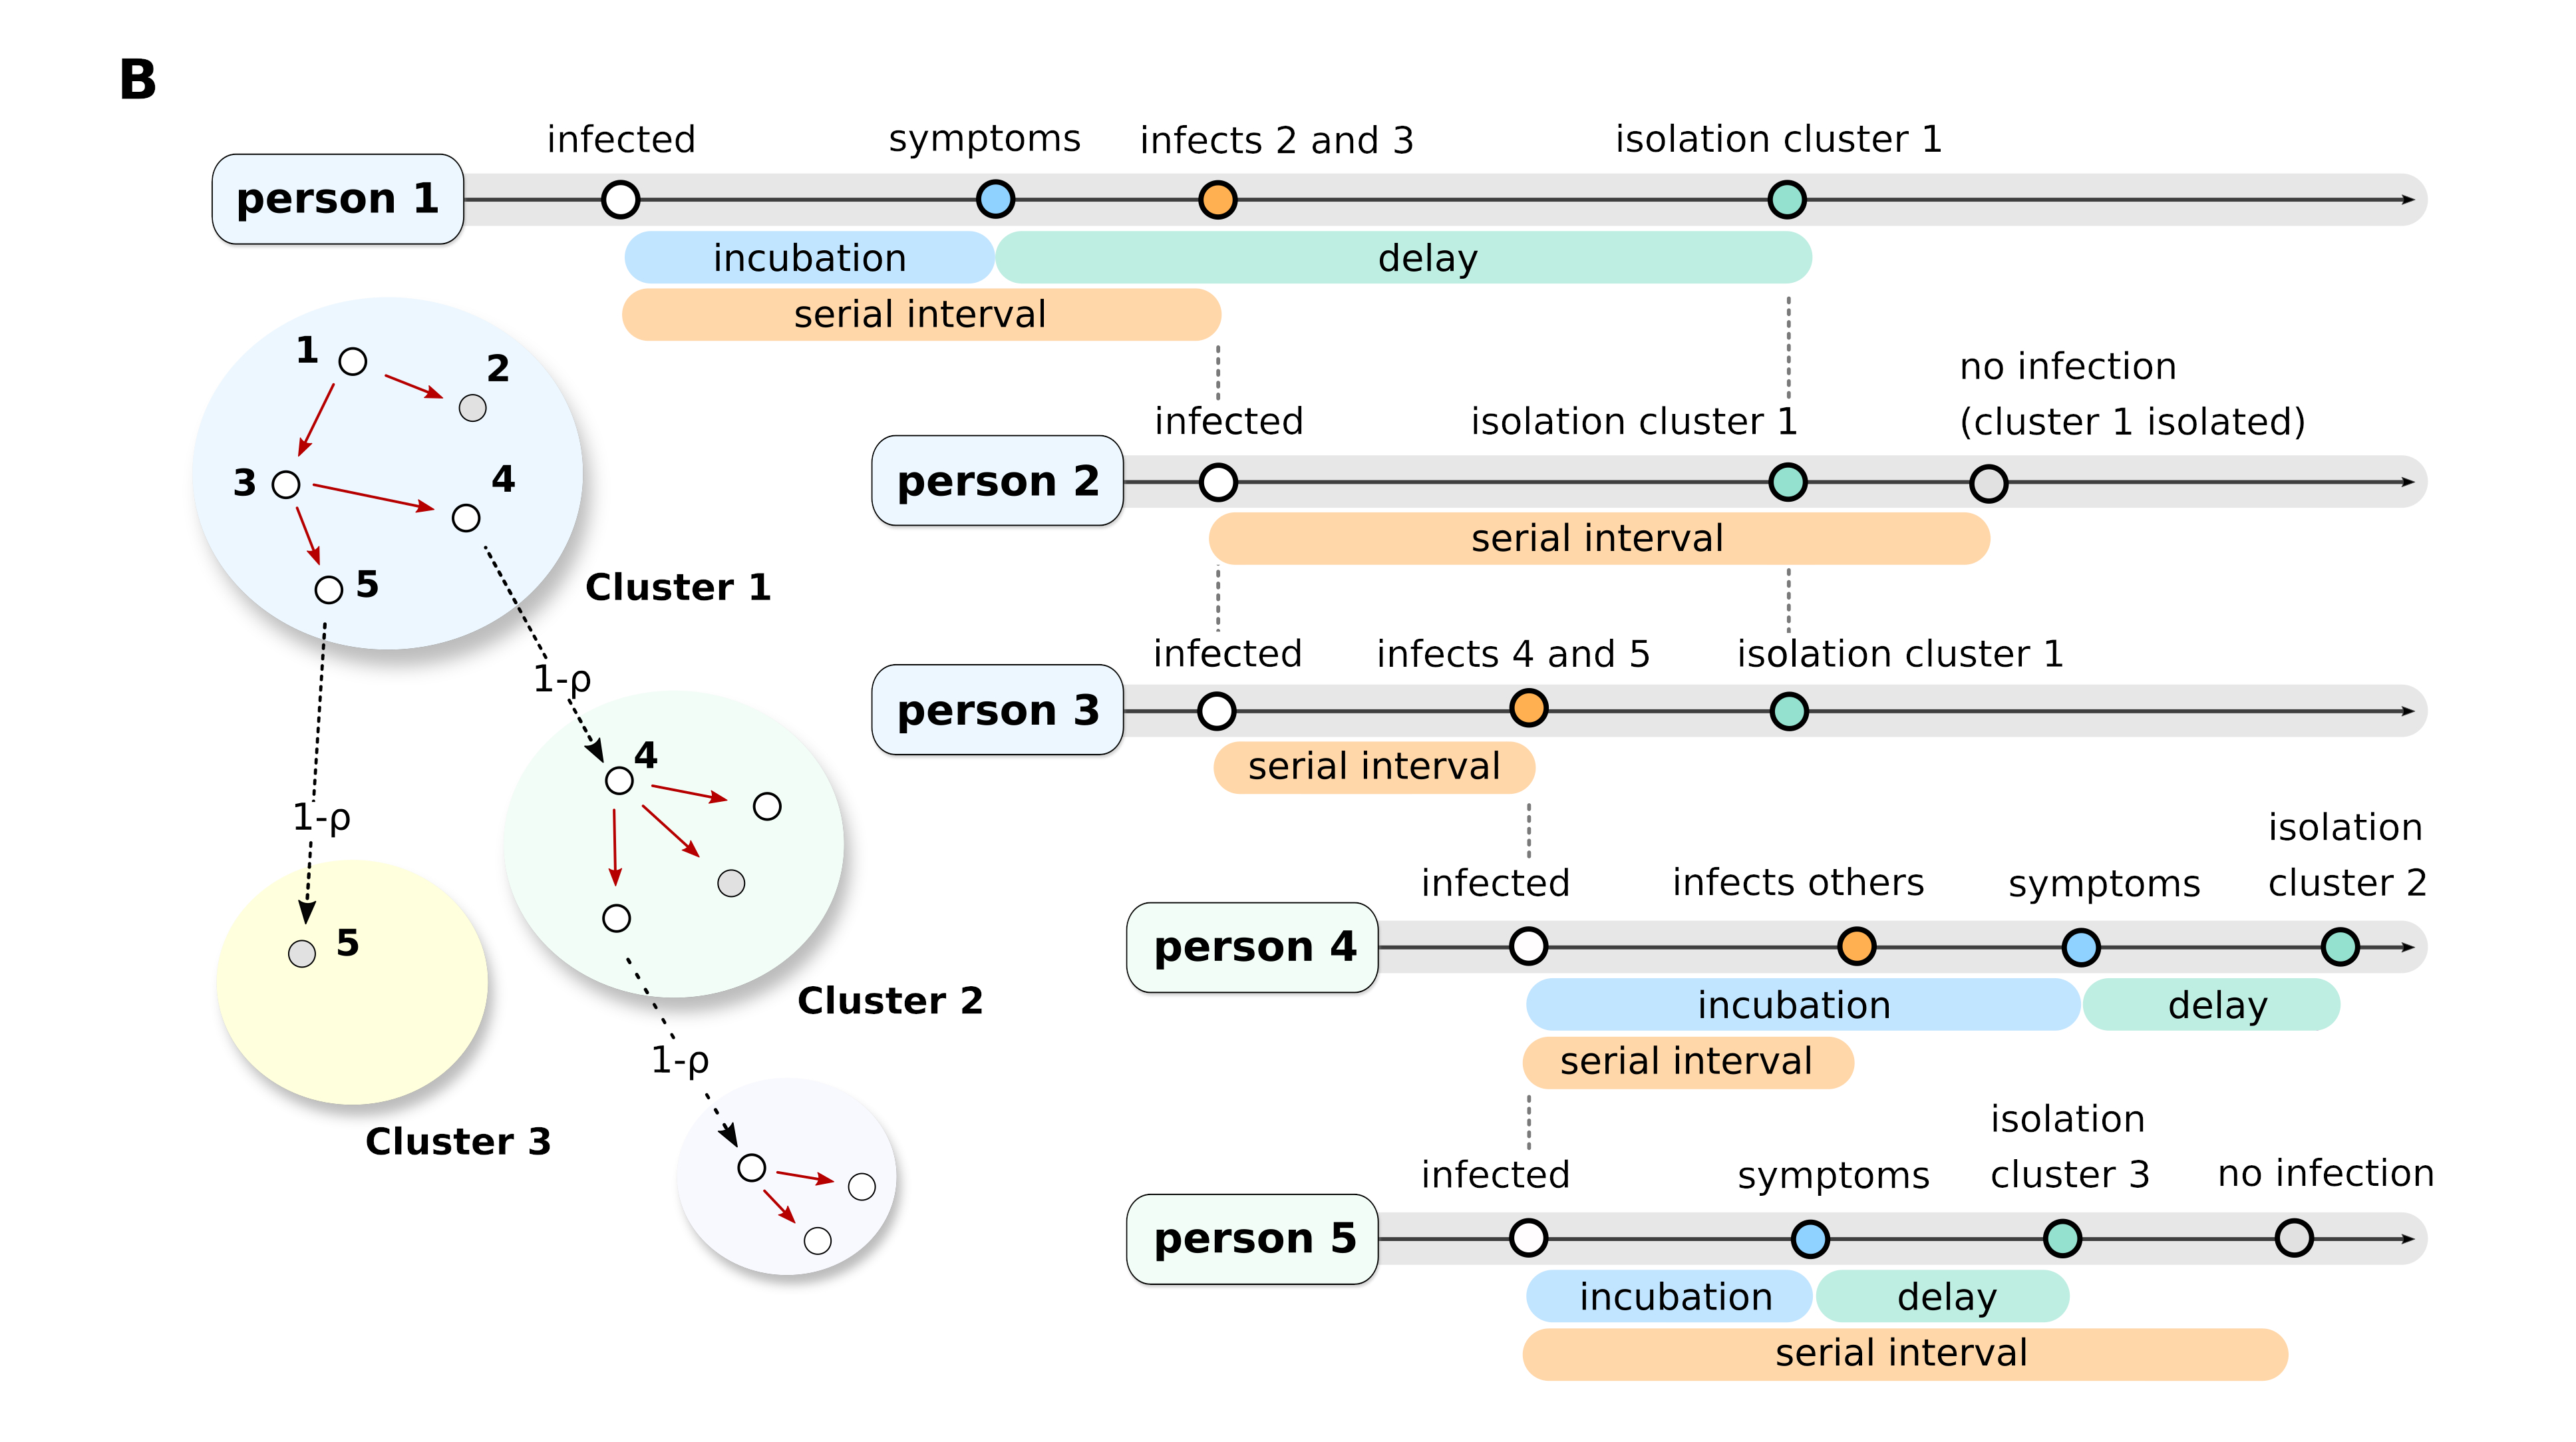 B
infected
symptoms
infects 2 and 3
isolation cluster 1
person 1
incubation
delay
serial interval
1
2
3
4
5
Cluster 1
no infection
(cluster 1 isolated)
infected
isolation cluster 1
person 2
serial interval
infected
infects 4 and 5
isolation cluster 1
person 3
serial interval
1-ρ
1-ρ
4
Cluster 2
5
Cluster 3
1-ρ
isolation
cluster 2
infected
infects others
symptoms
person 4
incubation
delay
serial interval
isolation
cluster 3
infected
symptoms
no infection
person 5
incubation
delay
serial interval